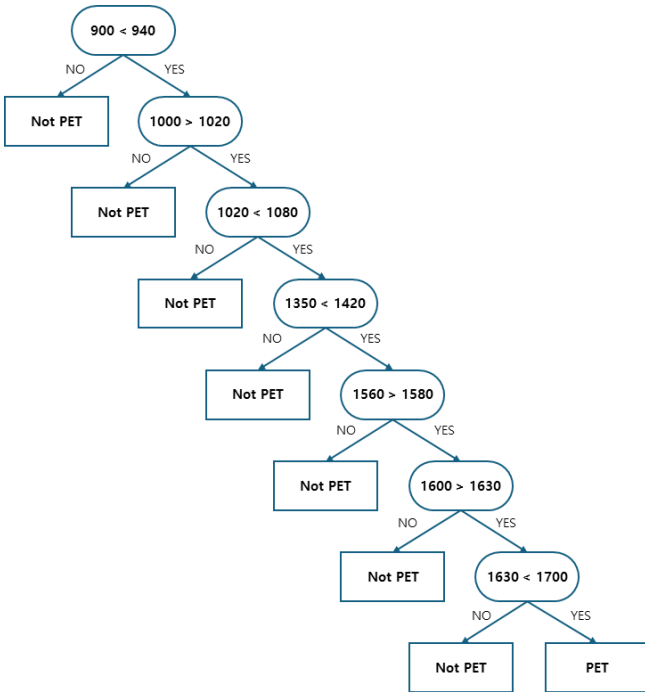 900 < 940
NO
YES
Not PET
1000 > 1020
NO
YES
Not PET
1020 < 1080
NO
YES
Not PET
1350 < 1420
NO
YES
Not PET
1560 > 1580
NO
YES
Not PET
1600 > 1630
NO
YES
Not PET
1630 < 1700
NO
YES
Not PET
PET